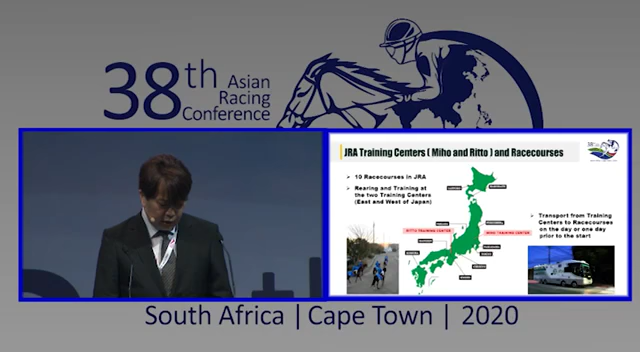 38th Asian
Racing
Conference
JRA Training Centers ( Miho and Ritto ) and Racecourses
➤ 10 Racecourses in JRA
➤ Rearing and Training at
the two Training Centers
(East and West of Japan)
➤ Transport from Training
Centers to Racecourses
on the day or one day
prior to the start
RITTO TRAINING CENTER
MIHO TRAINING CENTER
South Africa | Cape Town | 2020